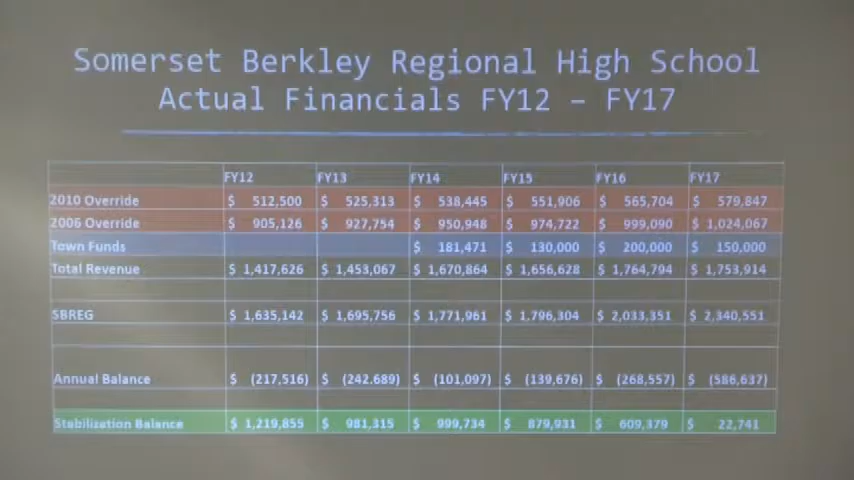 Somerset Berkley Regional High School
Actual Financials FY12 – FY17
FY12 FY13 FY14 FY15 FY16 FY17
2010 Override $ 512,500 $ 525,313 $ 538,445 $ 551,906 $ 565,704 $ 579,847
2006 Override $ 905,126 $ 927,754 $ 950,948 $ 974,722 $ 999,090 $ 1,024,067
Town Funds $ 181,471 $ 130,000 $ 200,000 $ 150,000
Total Revenue $ 1,417,626 $ 1,453,067 $ 1,670,864 $ 1,656,628 $ 1,764,794 $ 1,753,914
SBREG $ 1,635,142 $ 1,695,756 $ 1,771,961 $ 1,796,304 $ 2,033,351 $ 2,340,551
Annual Balance $ (217,516) $ (242,689) $ (101,097) $ (139,676) $ (268,557) $ (586,637)
Stabilization Balance $ 1,219,855 $ 981,315 $ 999,734 $ 879,931 $ 609,379 $ 22,741